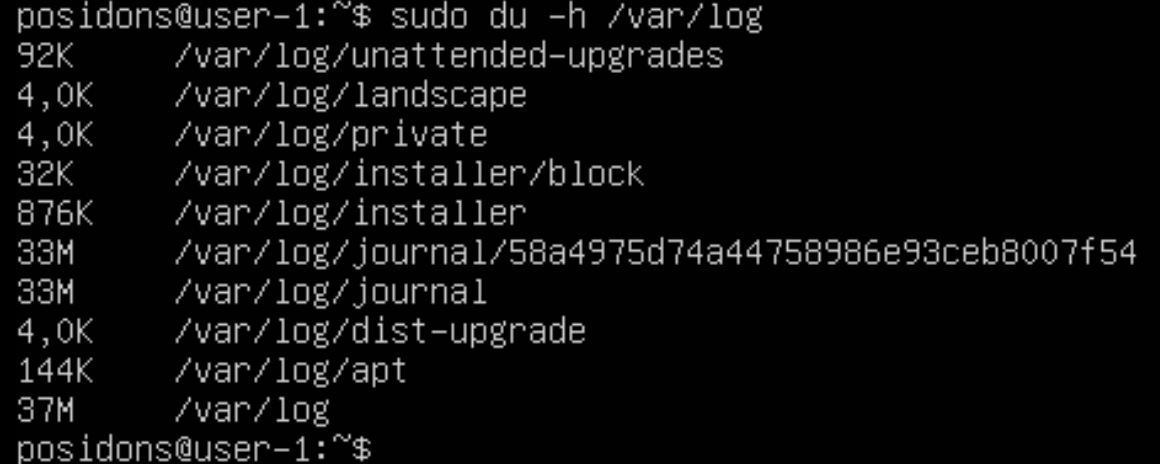 posidons@user-1:~$ sudo du -h /var/log
92K     /var/log/unattended-upgrades
4,0K    /var/log/landscape
4,0K    /var/log/private
32K     /var/log/installer/block
876K    /var/log/installer
33M     /var/log/journal/58a4975d74a44758986e93ceb8007f54
33M     /var/log/journal
4,0K    /var/log/dist-upgrade
144K    /var/log/apt
37M     /var/log
posidons@user-1:~$